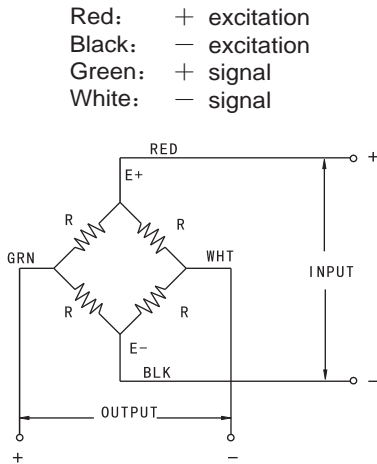 Red: + excitation
Black: − excitation
Green: + signal
White: − signal
RED
+
E+
R R
GRN WHT
INPUT
R R
E−
BLK −
OUTPUT
+ −